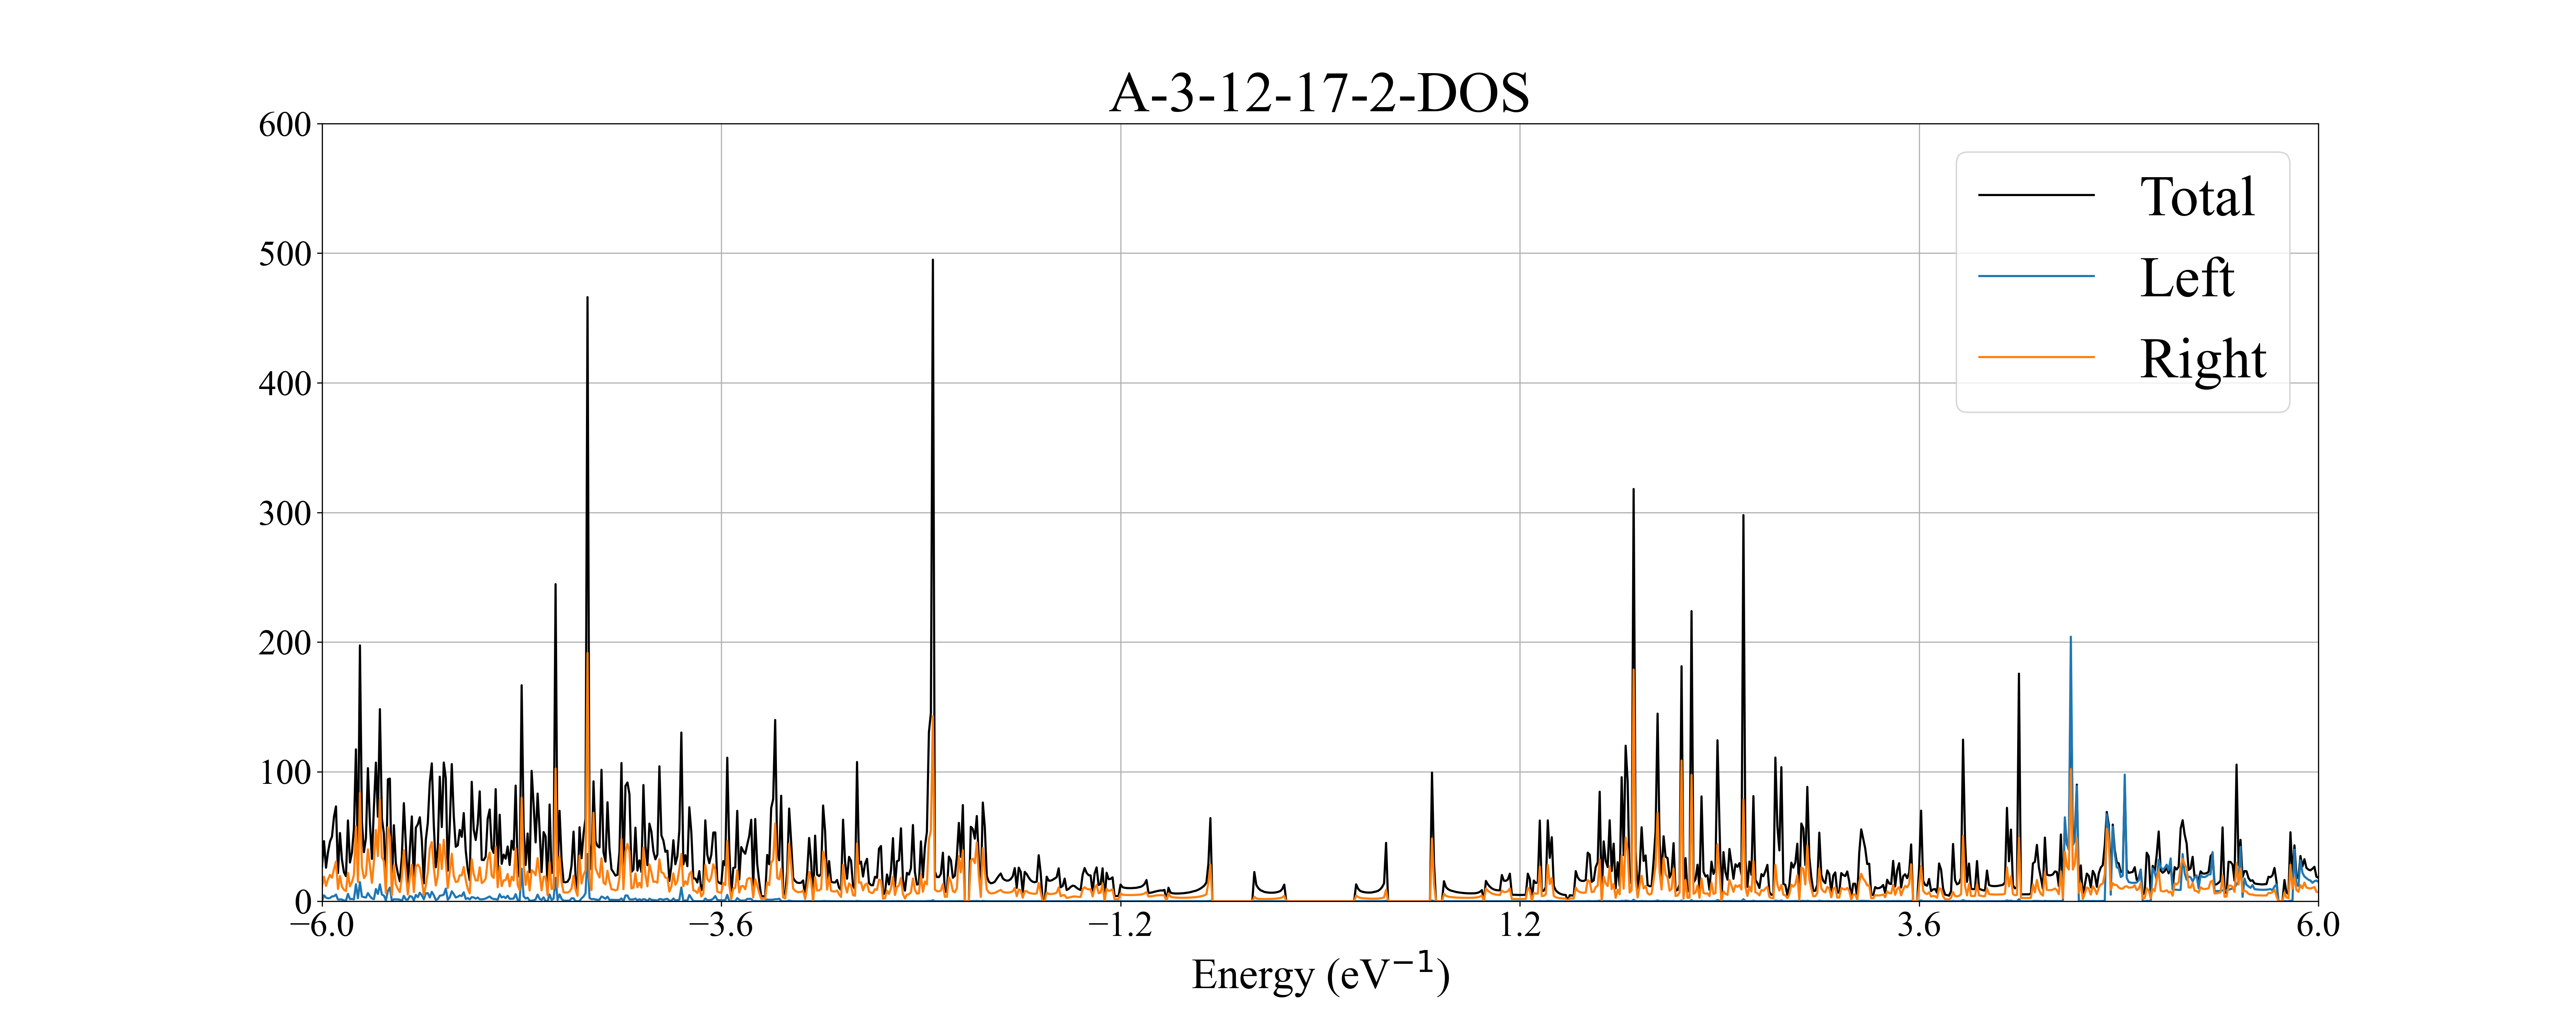 A-3-12-17-2-DOS
600
500
400
300
200
100
0
Total
Left
Right
−6.0 −3.6 −1.2 1.2 3.6 6.0
Energy (eV⁻¹)